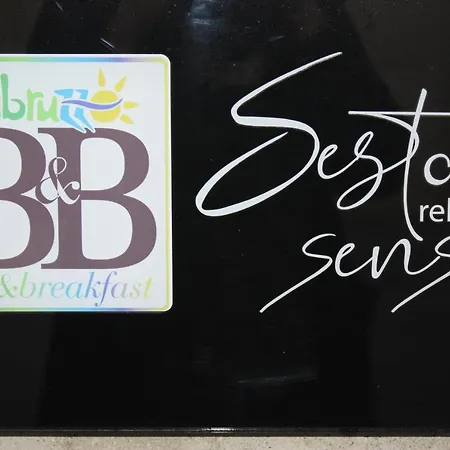 bruzzo
B&B
&breakfast
Sesto
rel
sens